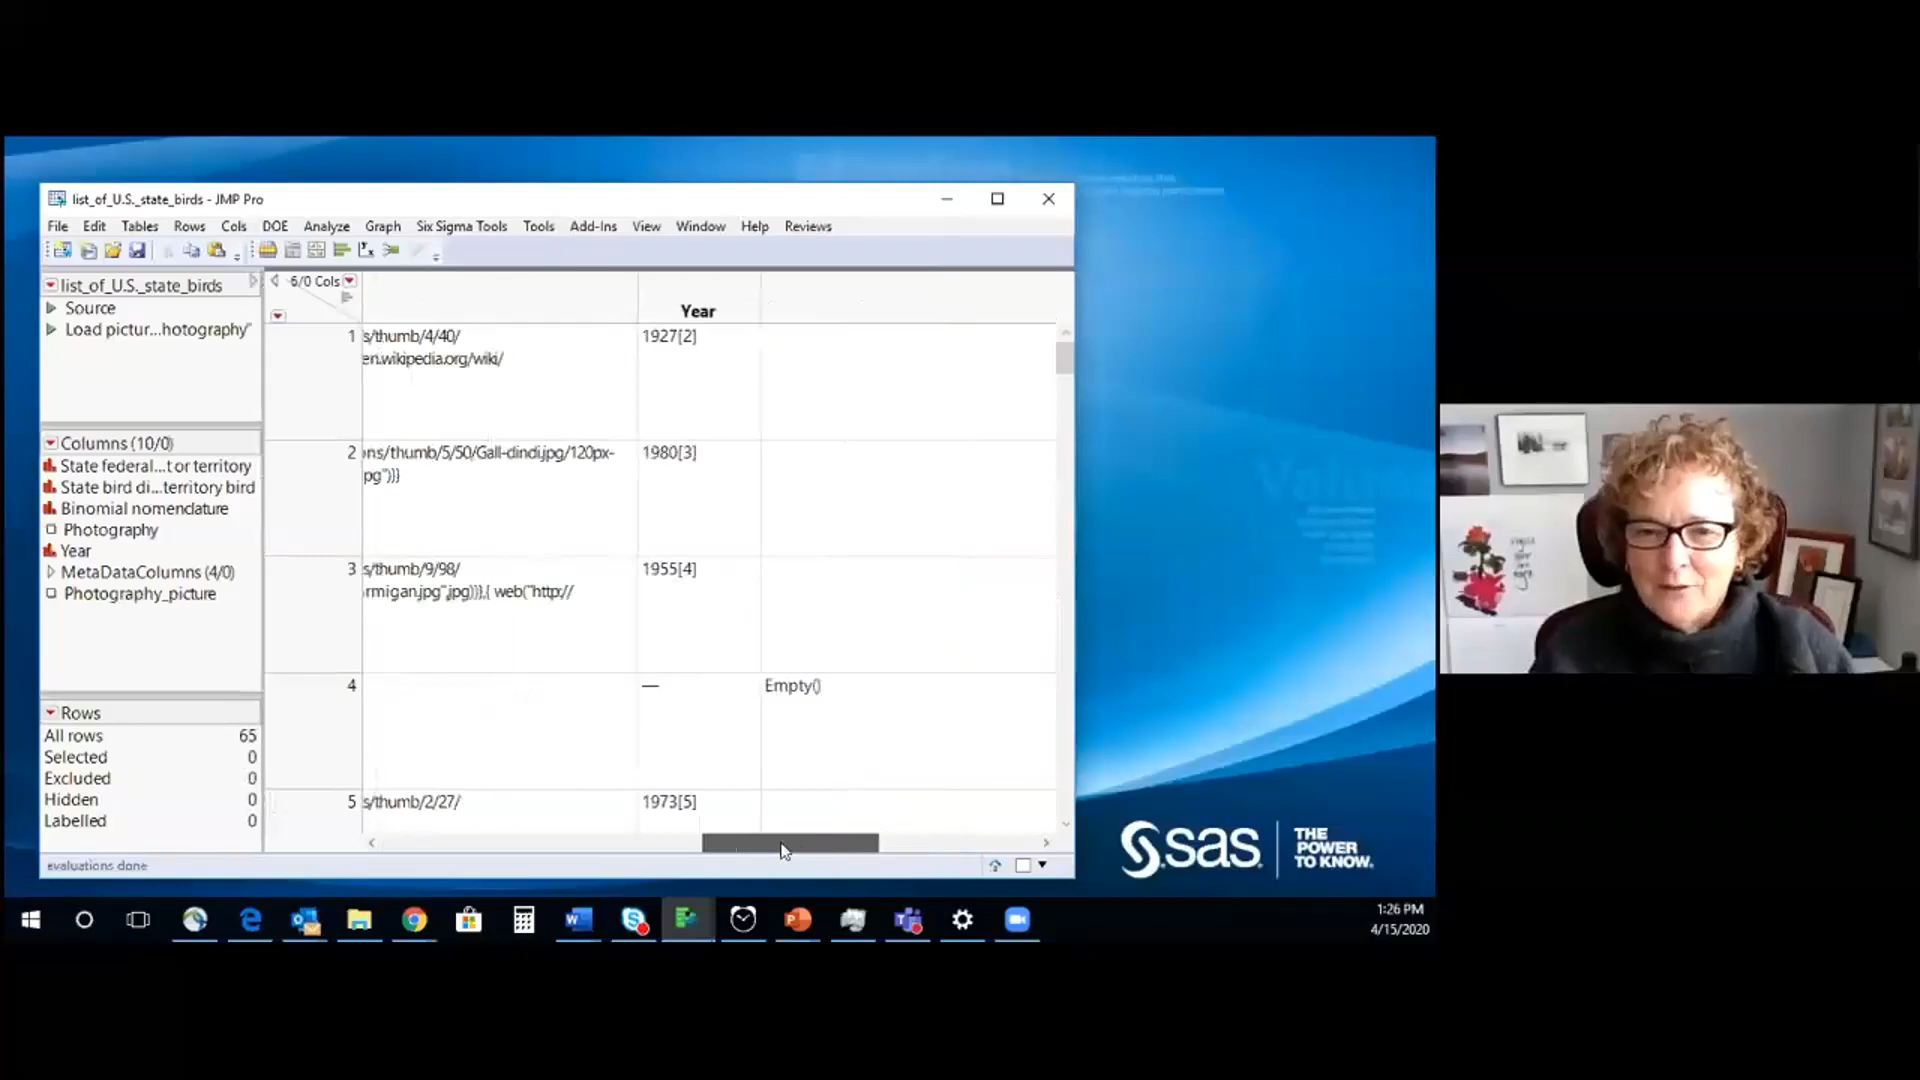 list_of_U.S._state_birds - JMP Pro
File Edit Tables Rows Cols DOE Analyze Graph Six Sigma Tools Tools Add-Ins View Window Help Reviews
list_of_U.S._state_birds
Source
Load pictur...hotography"
Columns (10/0)
State federal...t or territory
State bird di...territory bird
Binomial nomenclature
Photography
Year
MetaDataColumns (4/0)
Photography_picture
Rows
All rows 65
Selected 0
Excluded 0
Hidden 0
Labelled 0
6/0 Cols
Year
1 s/thumb/4/40/ 1927[2]
en.wikipedia.org/wiki/
2 ons/thumb/5/50/Gall-dindi.jpg/120px- 1980[3]
pg")}}
3 s/thumb/9/98/ 1955[4]
rmigan.jpg",jpg)}},{ web("http://
4 — Empty()
5 s/thumb/2/27/ 1973[5]
evaluations done
sas
THE
POWER
TO KNOW.
1:26 PM
4/15/2020